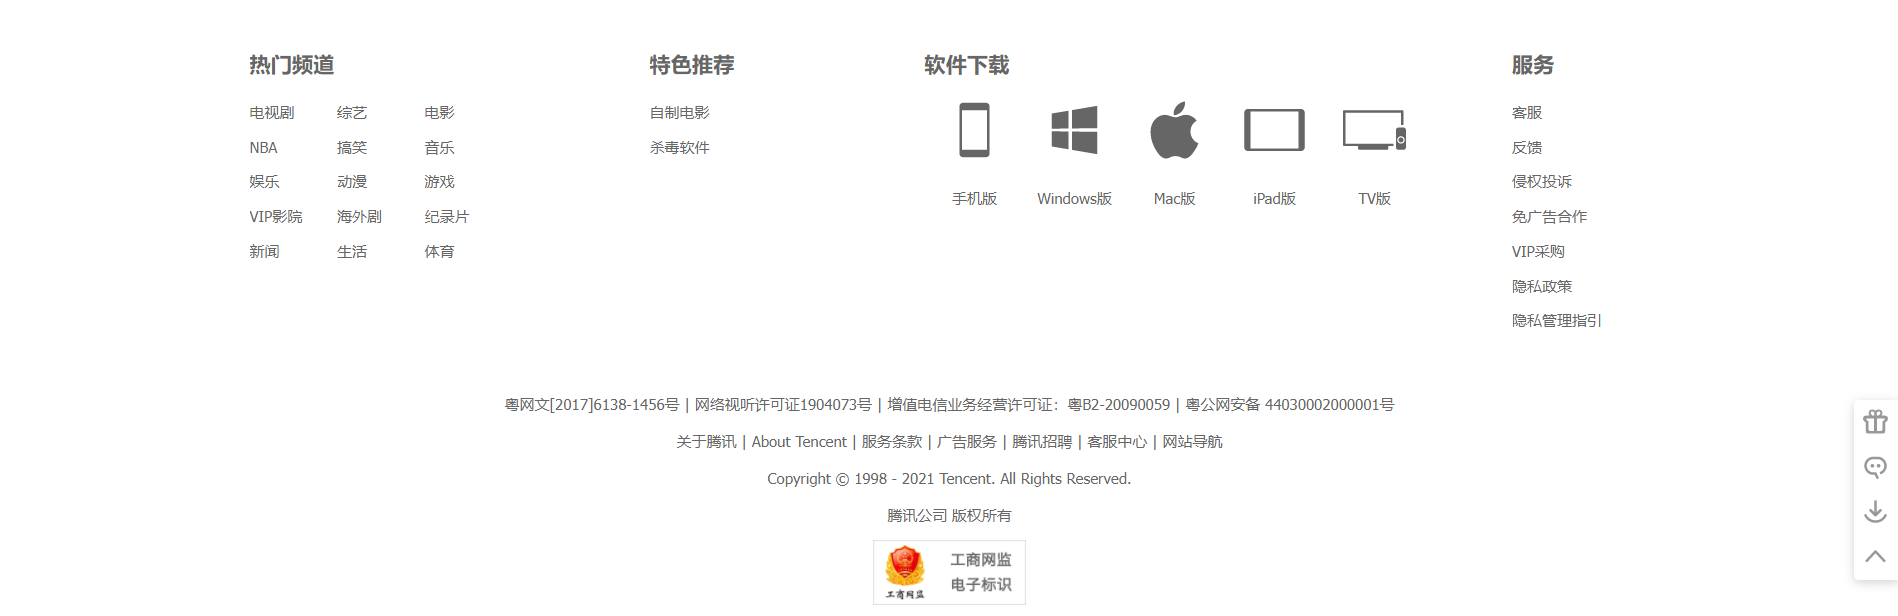 热门频道
电视剧 综艺 电影
NBA 搞笑 音乐
娱乐 动漫 游戏
VIP影院 海外剧 纪录片
新闻 生活 体育
特色推荐
自制电影
杀毒软件
软件下载
手机版 Windows版 Mac版 iPad版 TV版
服务
客服
反馈
侵权投诉
免广告合作
VIP采购
隐私政策
隐私管理指引
粤网文[2017]6138-1456号 | 网络视听许可证1904073号 | 增值电信业务经营许可证：粤B2-20090059 | 粤公网安备 44030002000001号
关于腾讯 | About Tencent | 服务条款 | 广告服务 | 腾讯招聘 | 客服中心 | 网站导航
Copyright © 1998 - 2021 Tencent. All Rights Reserved.
腾讯公司 版权所有
工商网监
电子标识
工商网监